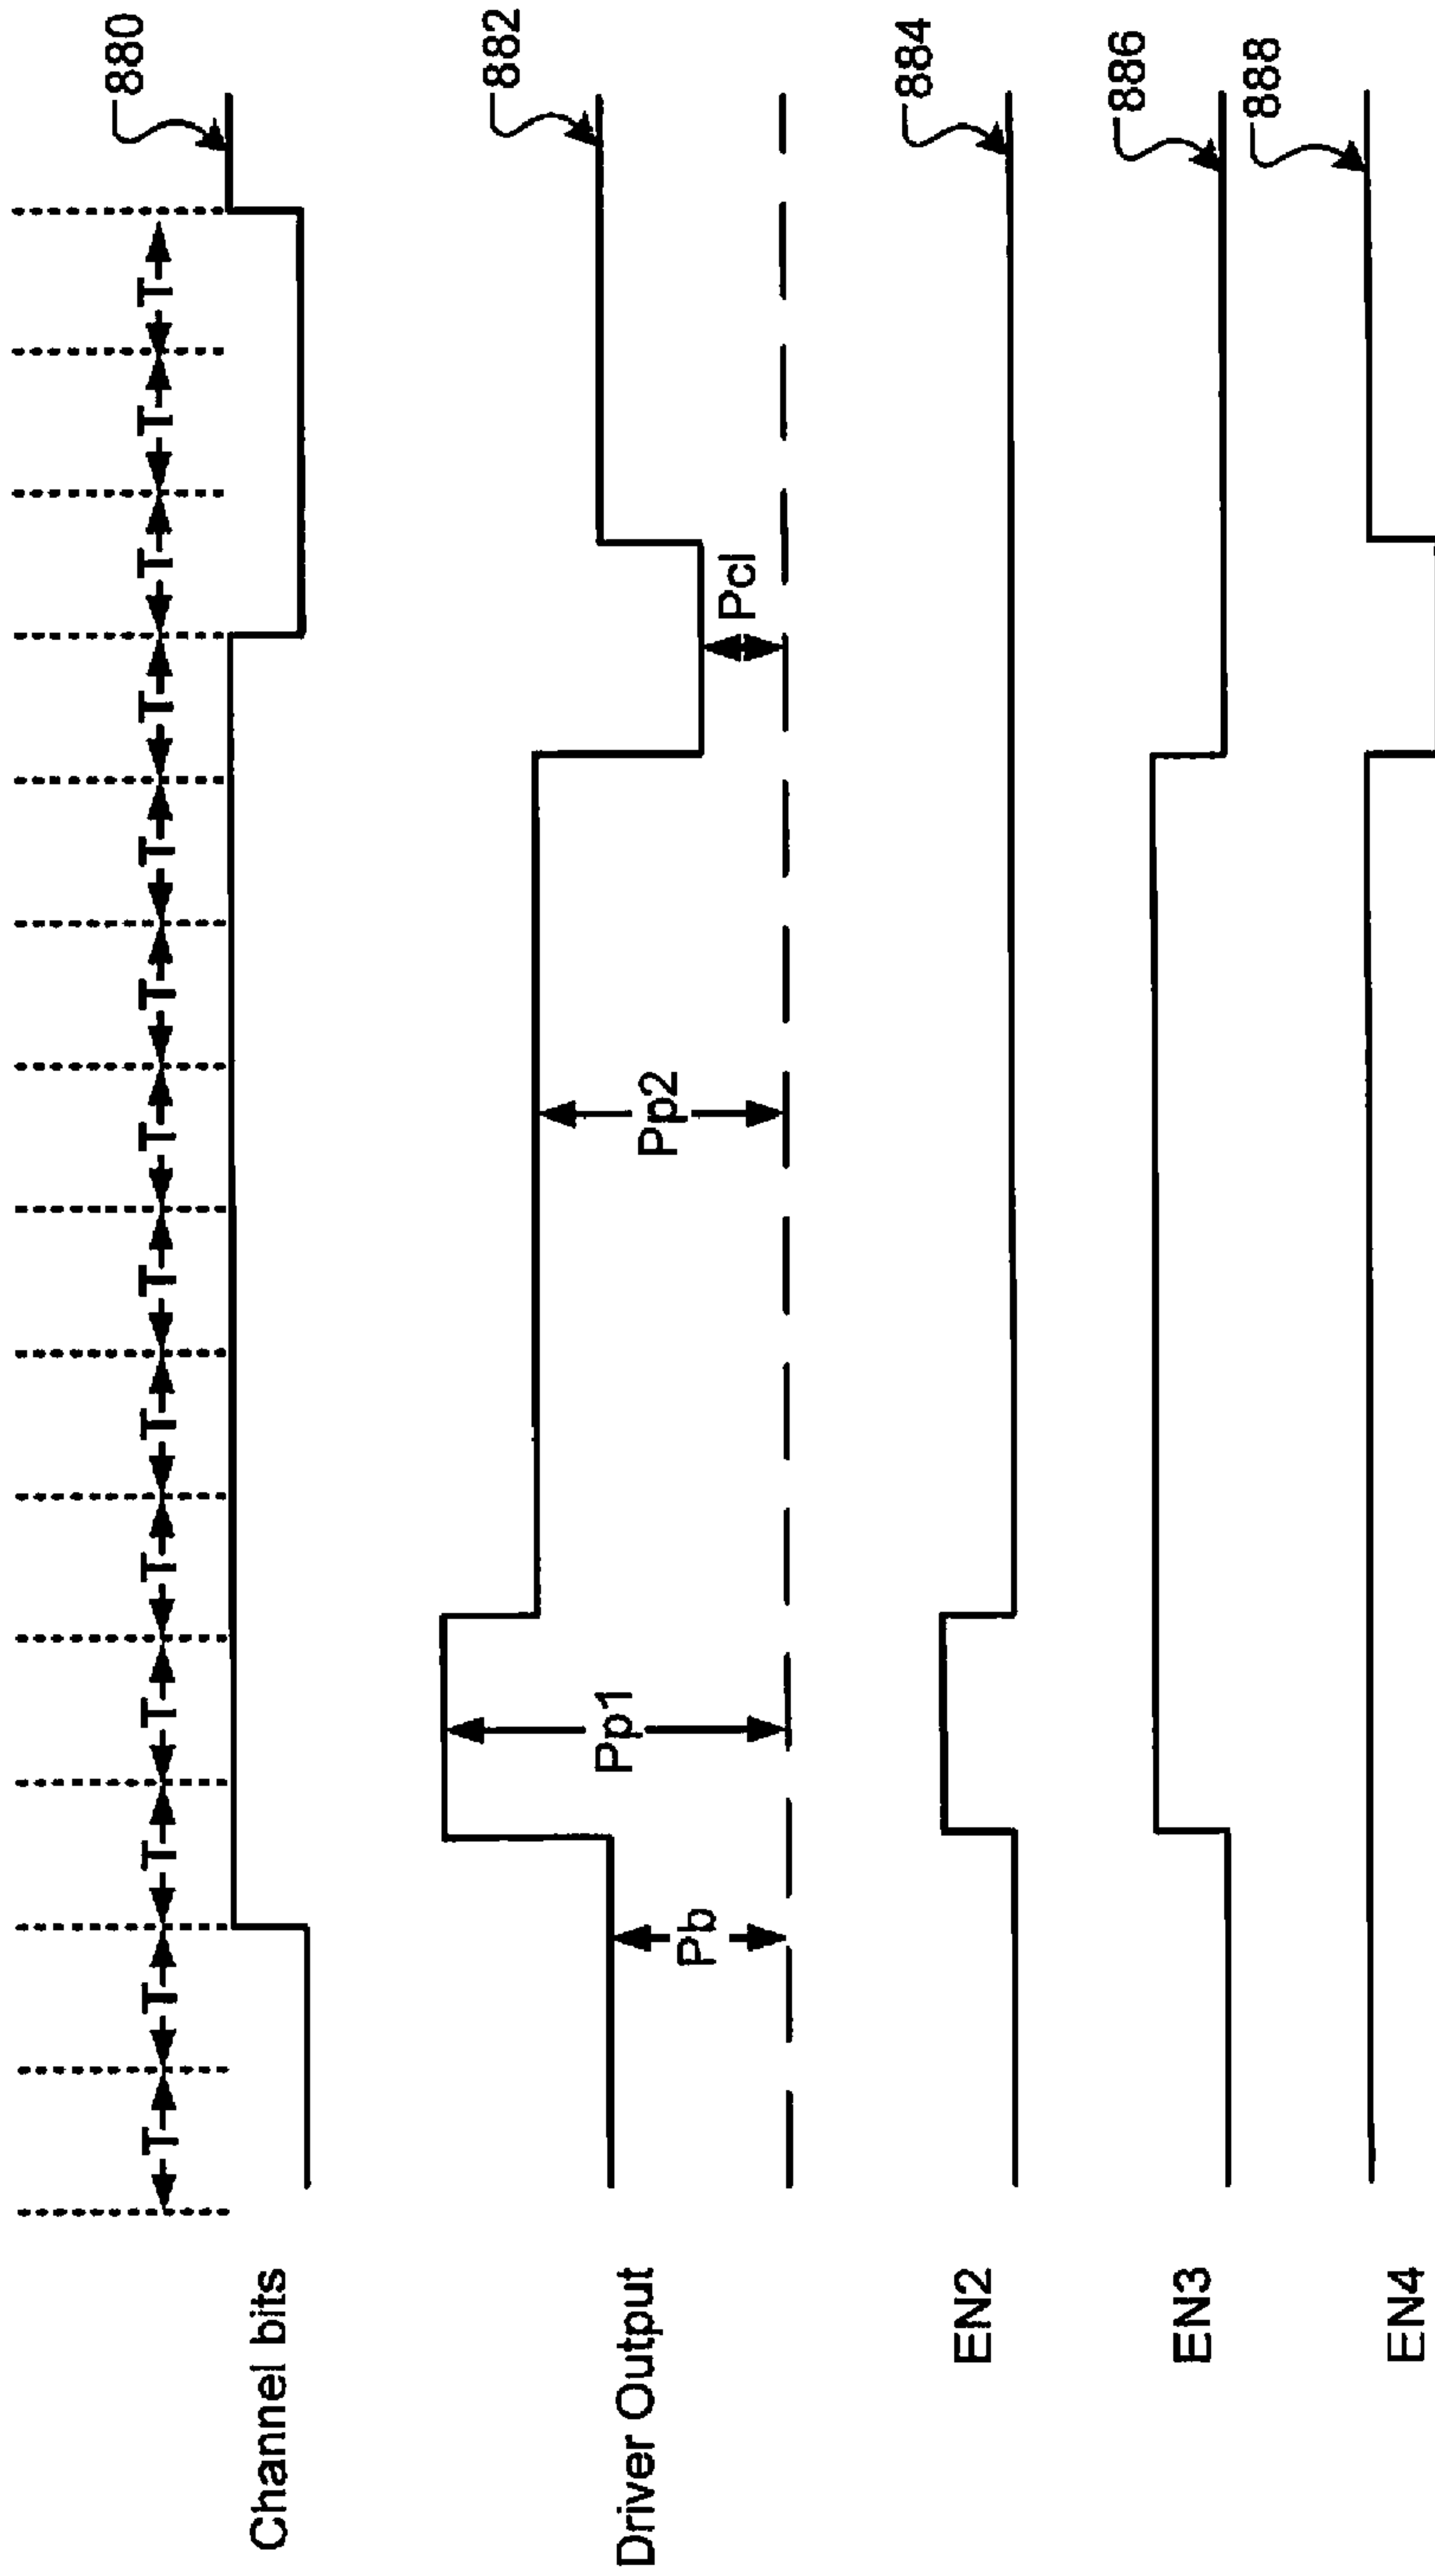 T T T T T T T T T T T T T T
Channel bits
880
Driver Output
Pb
Pp1
Pp2
Pcl
882
EN2
884
EN3
886
EN4
888